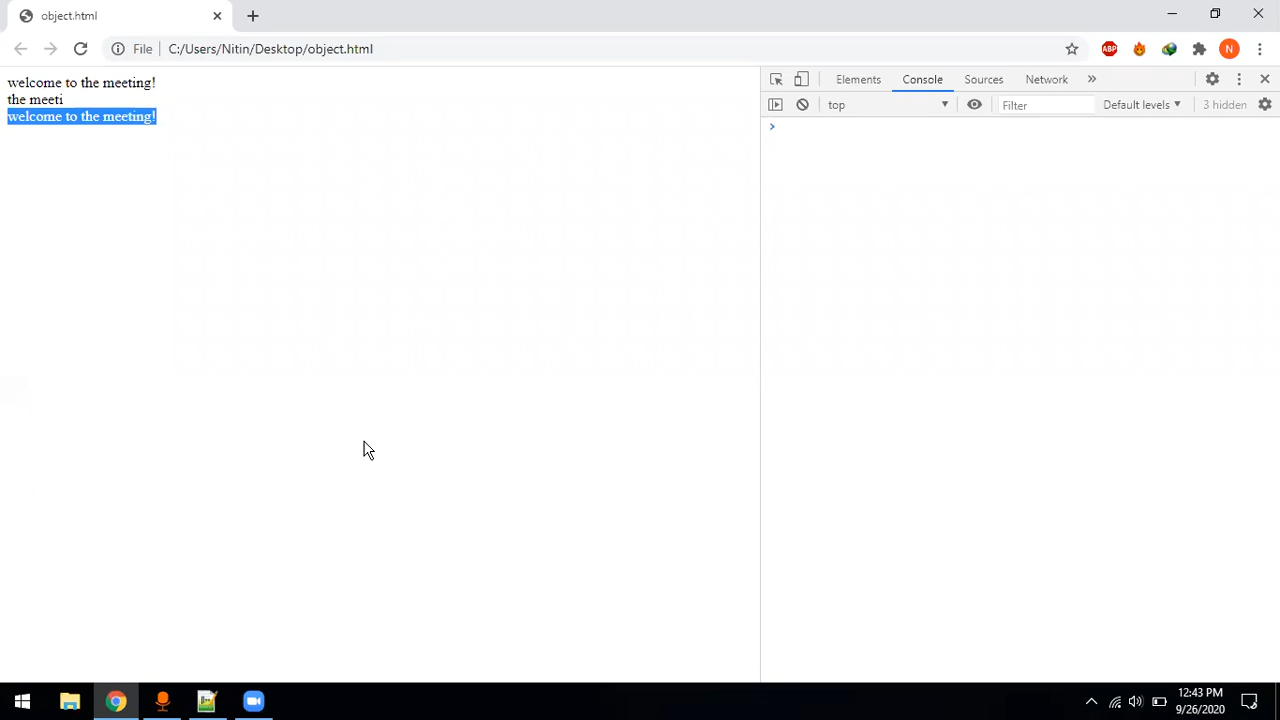 object.html
File
C:/Users/Nitin/Desktop/object.html
ABP
N
welcome to the meeting!
the meeti
welcome to the meeting!
Elements
Console
Sources
Network
»
top
Filter
Default levels
3 hidden
>
12:43 PM
9/26/2020